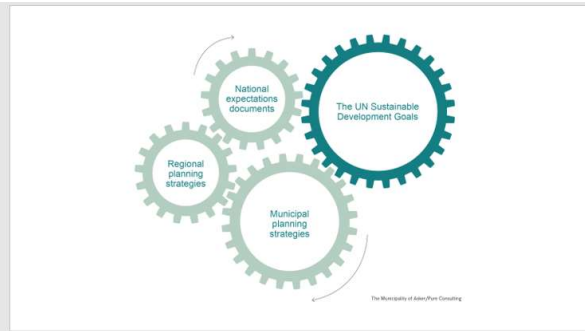 National
expectations
documents
The UN Sustainable
Development Goals
Regional
planning
strategies
Municipal
planning
strategies
The Municipality of Asker/Pure Consulting